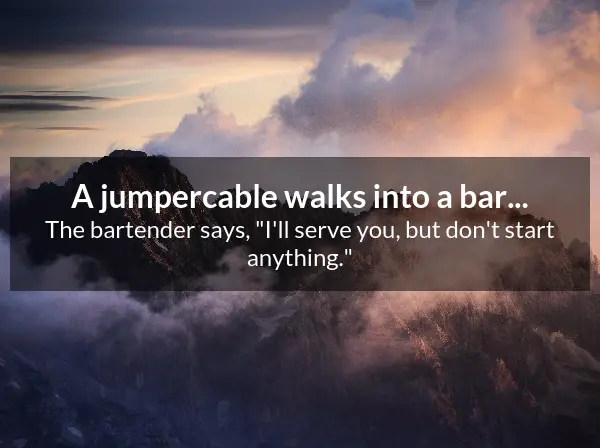 A jumpercable walks into a bar...
The bartender says, "I'll serve you, but don't start
anything."